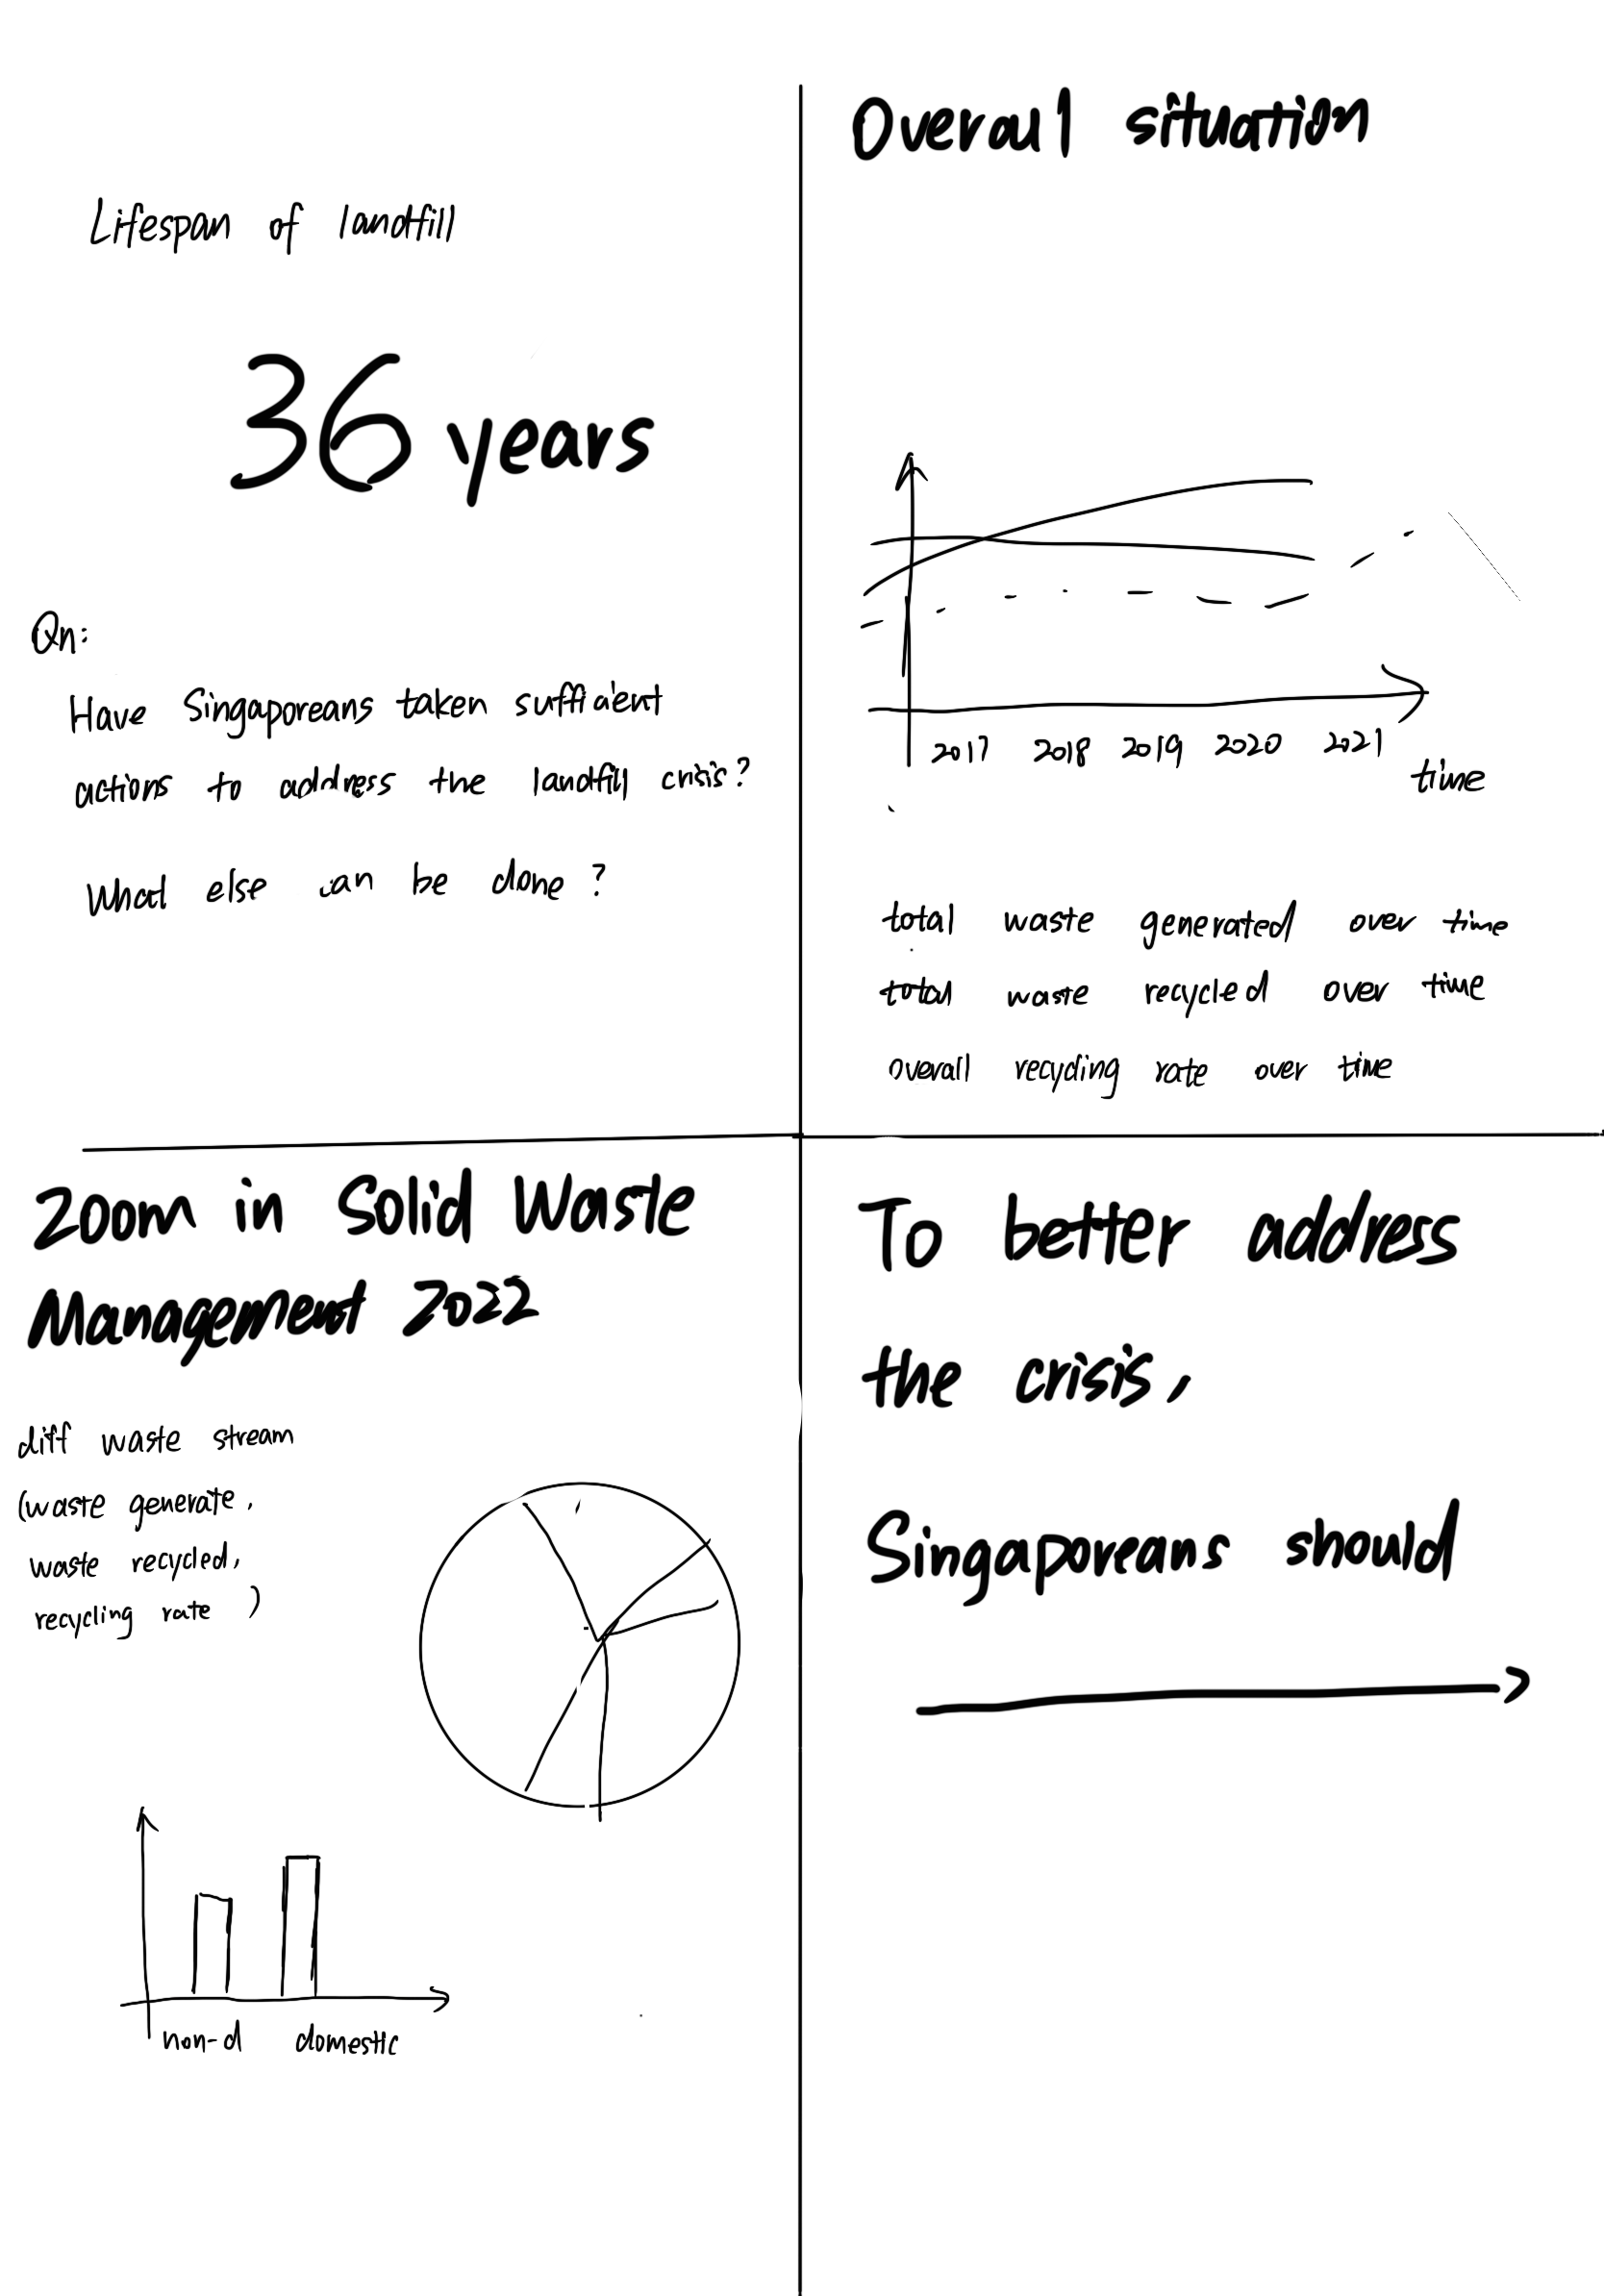 Lifespan of landfill
36 years
Qn:
Have Singaporeans taken sufficient
actions to address the landfill crisis?
What else can be done?
Overall situation
2017 2018 2019 2020 2021
time
total waste generated over time
total waste recycled over time
overall recycling rate over time
Zoom in Solid Waste
Management 2022
diff waste stream
(waste generate,
waste recycled,
recycling rate )
non-d domestic
To better address
the crisis,
Singaporeans should